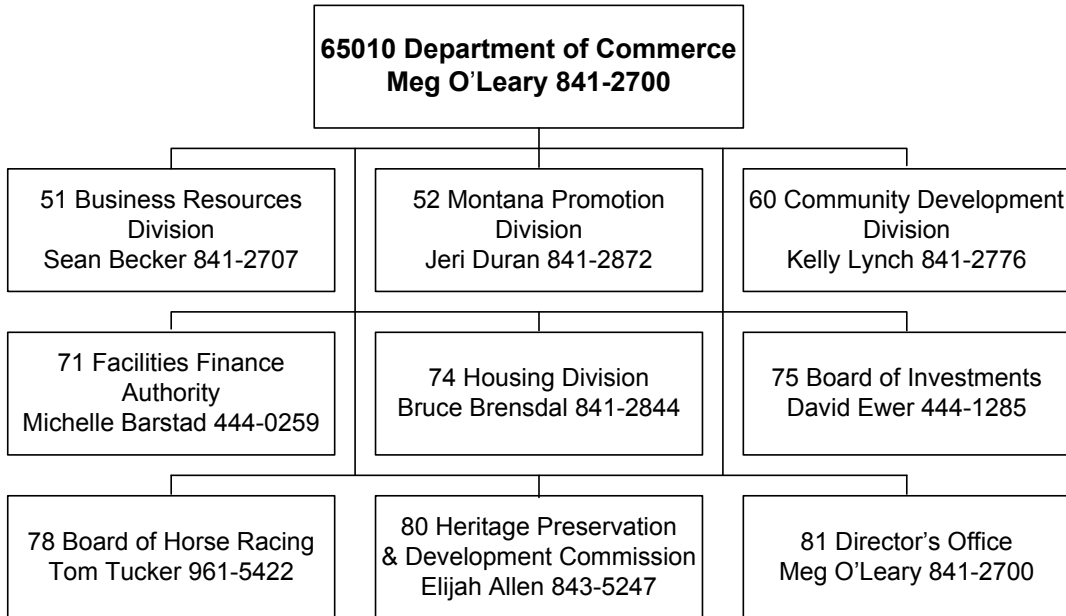 65010 Department of Commerce
Meg O'Leary 841-2700
51 Business Resources
Division
Sean Becker 841-2707
52 Montana Promotion
Division
Jeri Duran 841-2872
60 Community Development
Division
Kelly Lynch 841-2776
71 Facilities Finance
Authority
Michelle Barstad 444-0259
74 Housing Division
Bruce Brensdal 841-2844
75 Board of Investments
David Ewer 444-1285
78 Board of Horse Racing
Tom Tucker 961-5422
80 Heritage Preservation
& Development Commission
Elijah Allen 843-5247
81 Director's Office
Meg O'Leary 841-2700